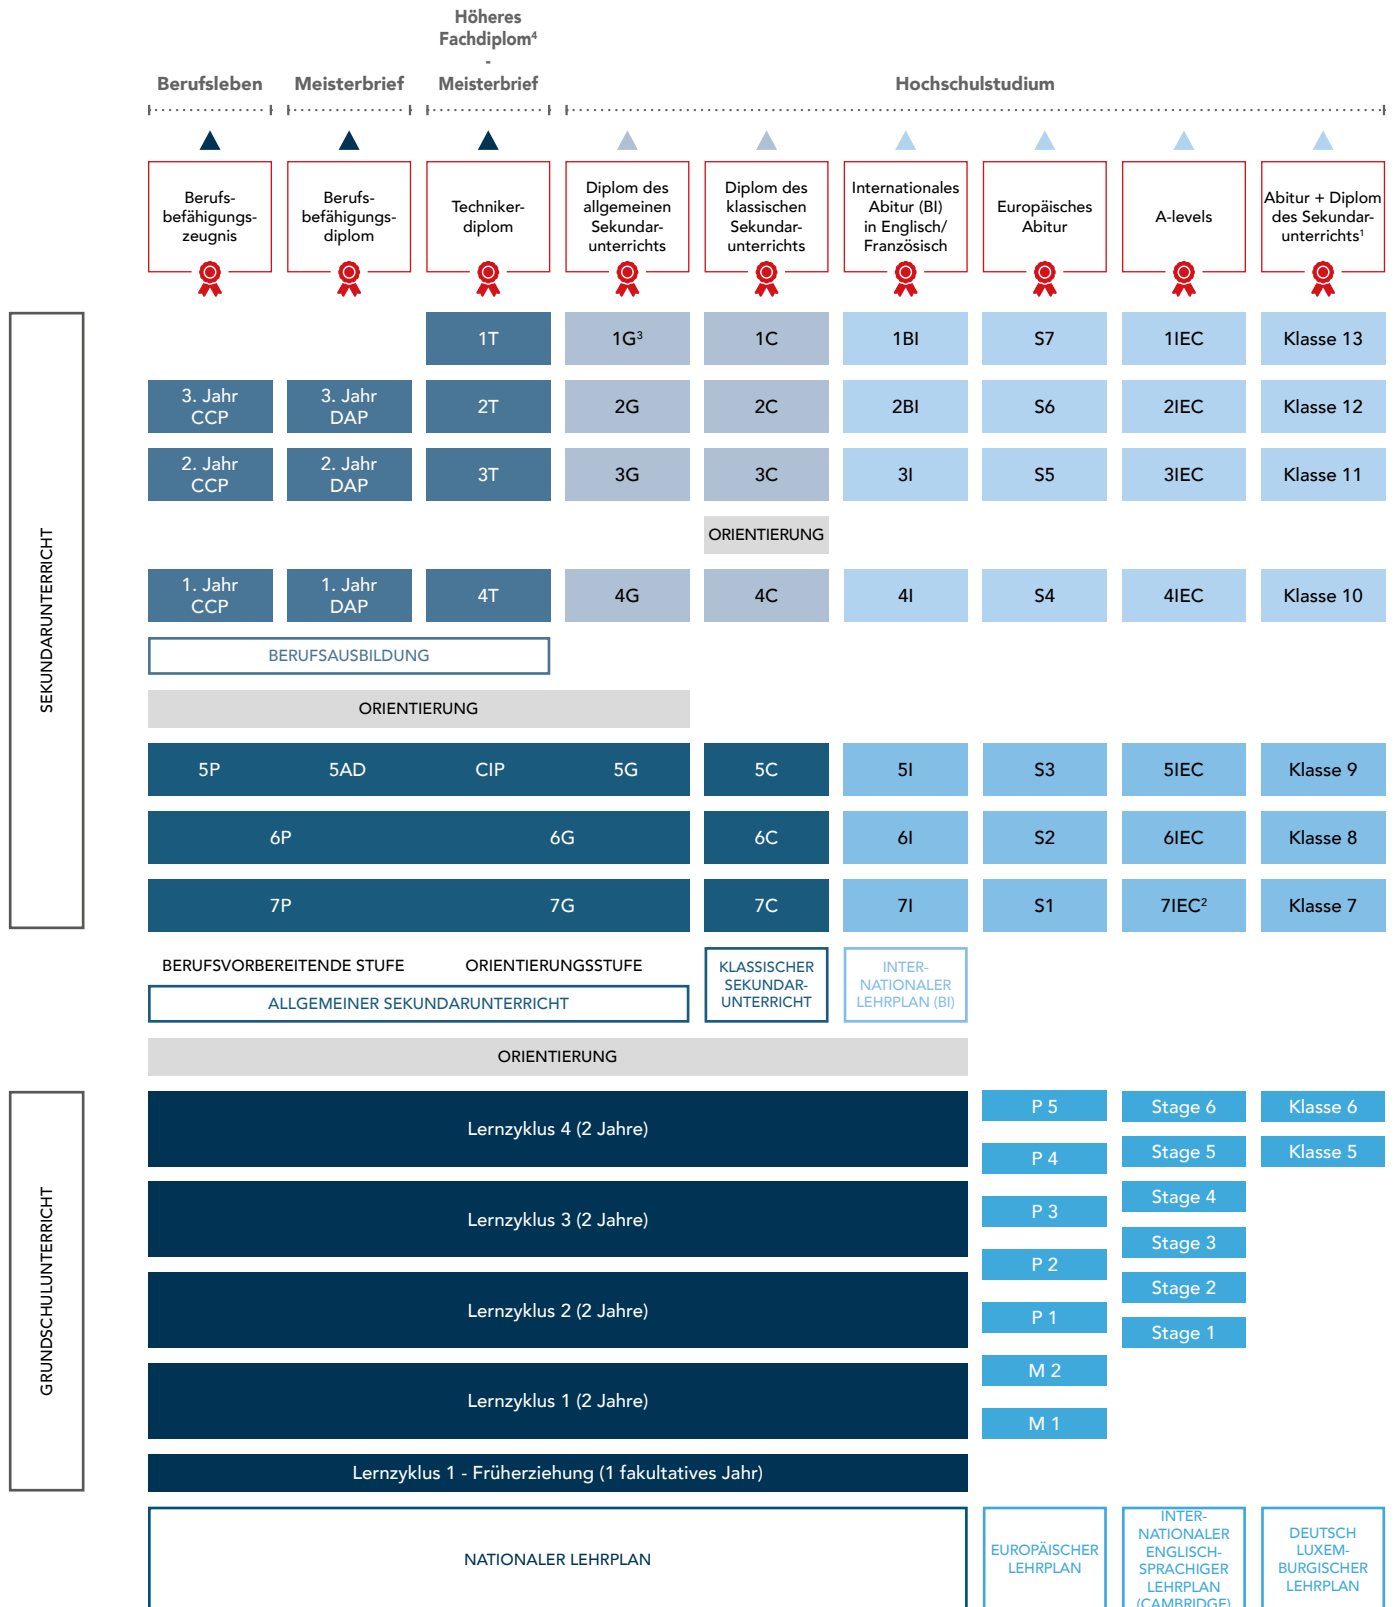 Höheres
Fachdiplom⁴
-
Berufsleben
Meisterbrief
Meisterbrief
Hochschulstudium
Berufs-
befähigungs-
zeugnis
Berufs-
befähigungs-
diplom
Techniker-
diplom
Diplom des
allgemeinen
Sekundar-
unterrichts
Diplom des
klassischen
Sekundar-
unterrichts
Internationales
Abitur (BI)
in Englisch/
Französisch
Europäisches
Abitur
A-levels
Abitur + Diplom
des Sekundar-
unterrichts¹
SEKUNDARUNTERRICHT
1T
1G³
1C
1BI
S7
1IEC
Klasse 13
3. Jahr
CCP
3. Jahr
DAP
2T
2G
2C
2BI
S6
2IEC
Klasse 12
2. Jahr
CCP
2. Jahr
DAP
3T
3G
3C
3I
S5
3IEC
Klasse 11
ORIENTIERUNG
1. Jahr
CCP
1. Jahr
DAP
4T
4G
4C
4I
S4
4IEC
Klasse 10
BERUFSAUSBILDUNG
ORIENTIERUNG
5P
5AD
CIP
5G
5C
5I
S3
5IEC
Klasse 9
6P
6G
6C
6I
S2
6IEC
Klasse 8
7P
7G
7C
7I
S1
7IEC²
Klasse 7
BERUFSVORBEREITENDE STUFE
ORIENTIERUNGSSTUFE
ALLGEMEINER SEKUNDARUNTERRICHT
KLASSISCHER
SEKUNDAR-
UNTERRICHT
INTER-
NATIONALER
LEHRPLAN (BI)
ORIENTIERUNG
GRUNDSCHULUNTERRICHT
Lernzyklus 4 (2 Jahre)
Lernzyklus 3 (2 Jahre)
Lernzyklus 2 (2 Jahre)
Lernzyklus 1 (2 Jahre)
Lernzyklus 1 - Früherziehung (1 fakultatives Jahr)
P 5
P 4
P 3
P 2
P 1
M 2
M 1
Stage 6
Stage 5
Stage 4
Stage 3
Stage 2
Stage 1
Klasse 6
Klasse 5
NATIONALER LEHRPLAN
EUROPÄISCHER
LEHRPLAN
INTER-
NATIONALER
ENGLISCH-
SPRACHIGER
LEHRPLAN
(CAMBRIDGE)
DEUTSCH
LUXEM-
BURGISCHER
LEHRPLAN